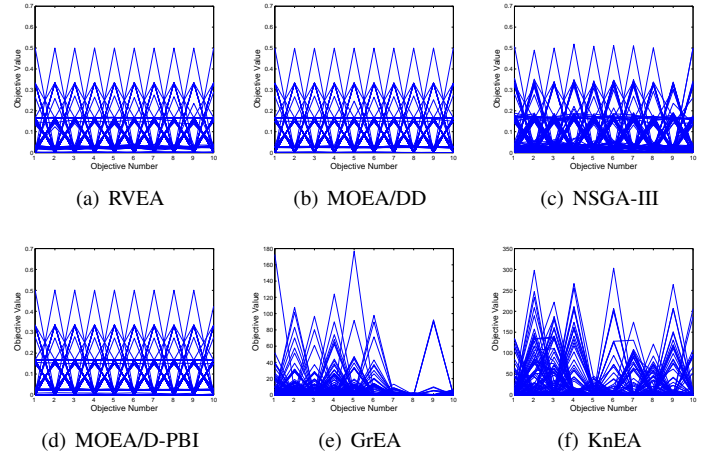 0.7
0.6
0.5
0.4
0.3
0.2
0.1
0
1 2 3 4 5 6 7 8 9 10
Objective Value
Objective Number
(a) RVEA
0.7
0.6
0.5
0.4
0.3
0.2
0.1
0
1 2 3 4 5 6 7 8 9 10
Objective Value
Objective Number
(b) MOEA/DD
0.7
0.6
0.5
0.4
0.3
0.2
0.1
0
1 2 3 4 5 6 7 8 9 10
Objective Value
Objective Number
(c) NSGA-III
0.7
0.6
0.5
0.4
0.3
0.2
0.1
0
1 2 3 4 5 6 7 8 9 10
Objective Value
Objective Number
(d) MOEA/D-PBI
180
160
140
120
100
80
60
40
20
0
1 2 3 4 5 6 7 8 9 10
Objective Value
Objective Number
(e) GrEA
350
300
250
200
150
100
50
0
1 2 3 4 5 6 7 8 9 10
Objective Value
Objective Number
(f) KnEA